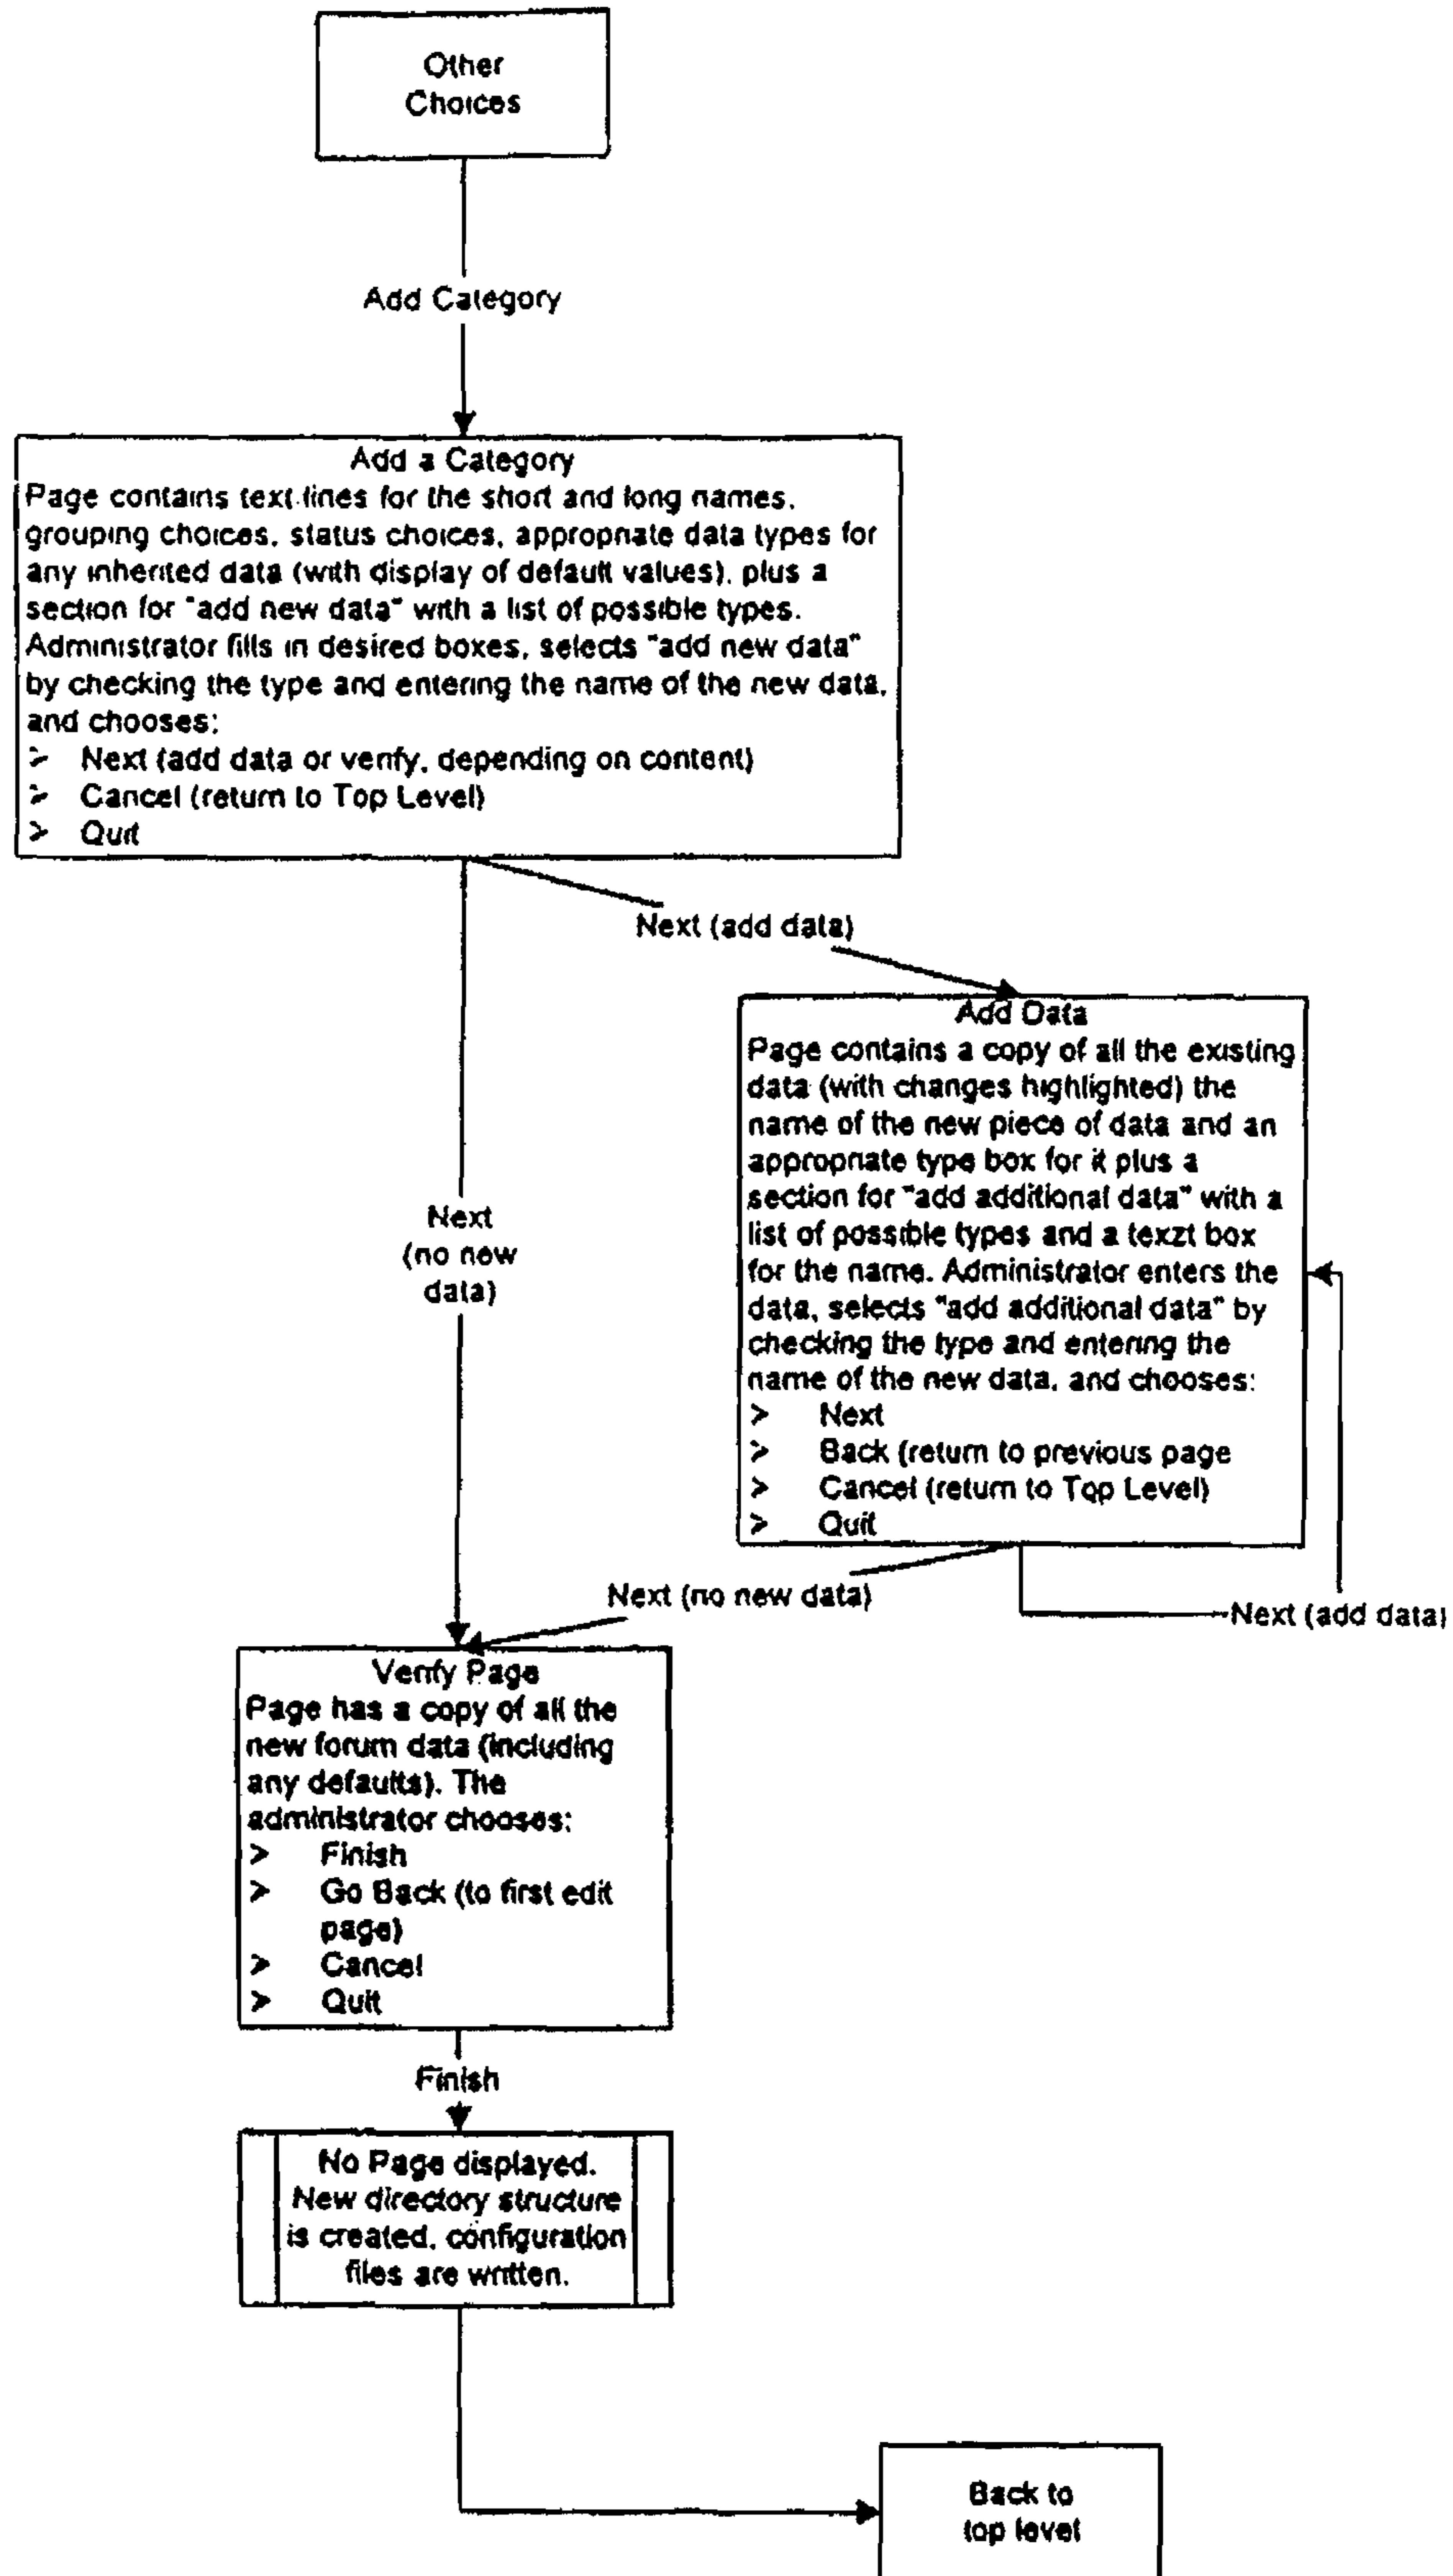 Other
Choices
Add Category
Add a Category
Page contains text lines for the short and long names,
grouping choices, status choices, appropriate data types for
any inherited data (with display of default values), plus a
section for "add new data" with a list of possible types.
Administrator fills in desired boxes, selects "add new data"
by checking the type and entering the name of the new data,
and chooses:
> Next (add data or verify, depending on content)
> Cancel (return to Top Level)
> Quit
Next (add data)
Add Data
Page contains a copy of all the existing
data (with changes highlighted) the
name of the new piece of data and an
appropriate type box for it plus a
section for "add additional data" with a
list of possible types and a texzt box
for the name. Administrator enters the
data, selects "add additional data" by
checking the type and entering the
name of the new data, and chooses:
> Next
> Back (return to previous page
> Cancel (return to Top Level)
> Quit
Next
(no new
data)
Next (no new data)
Next (add data)
Verify Page
Page has a copy of all the
new forum data (including
any defaults). The
administrator chooses:
> Finish
> Go Back (to first edit
page)
> Cancel
> Quit
Finish
No Page displayed.
New directory structure
is created, configuration
files are written.
Back to
top level